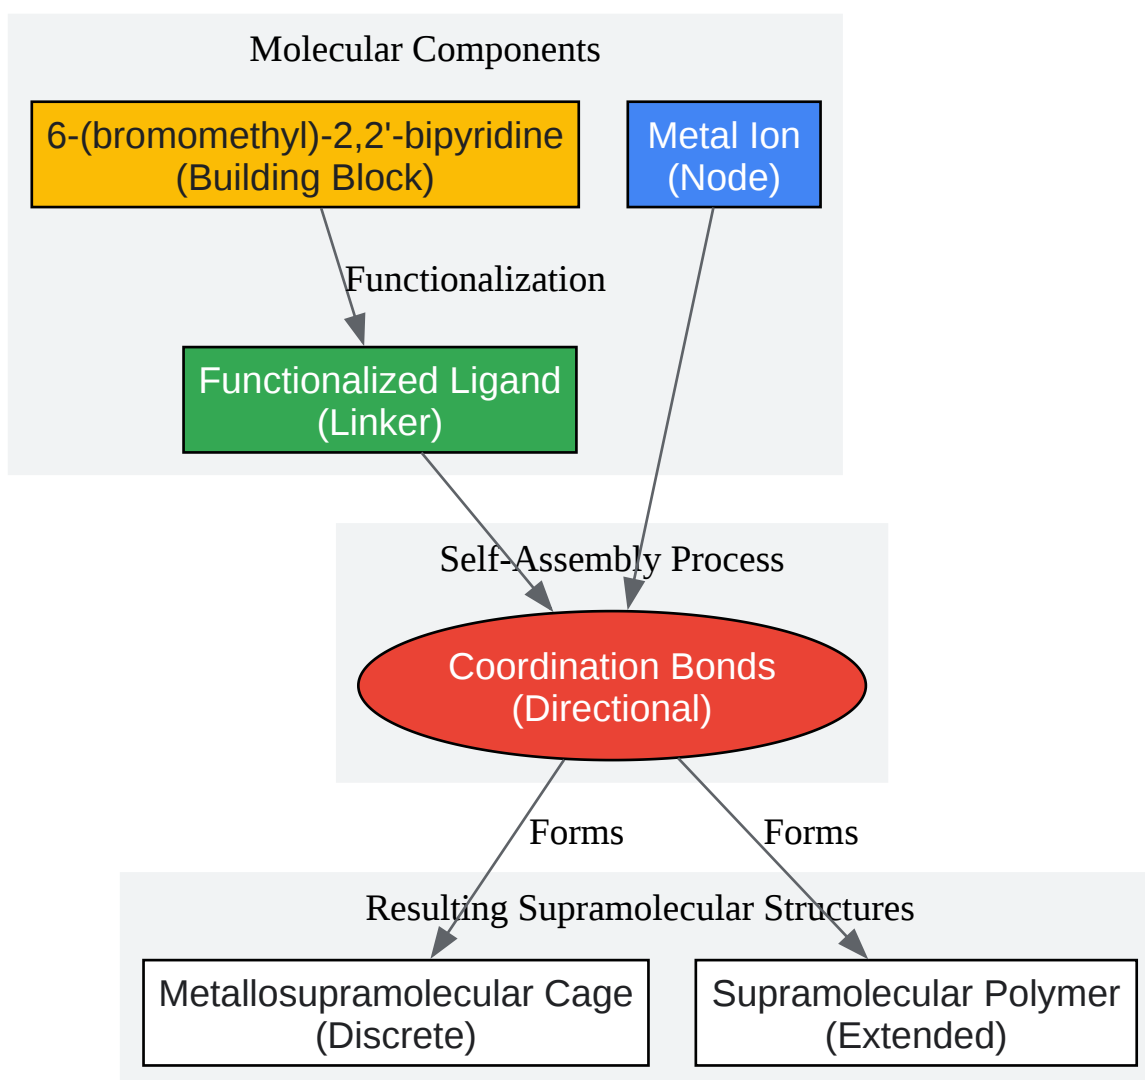 Molecular Components
6-(bromomethyl)-2,2'-bipyridine
(Building Block)
Metal Ion
(Node)
Functionalization
Functionalized Ligand
(Linker)
Self-Assembly Process
Coordination Bonds
(Directional)
Forms
Forms
Resulting Supramolecular Structures
Metallosupramolecular Cage
(Discrete)
Supramolecular Polymer
(Extended)